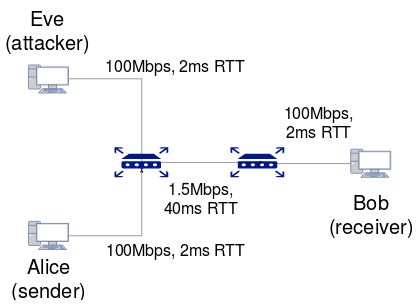 Eve
(attacker)
100Mbps, 2ms RTT
100Mbps,
2ms RTT
1.5Mbps,
40ms RTT
Bob
(receiver)
100Mbps, 2ms RTT
Alice
(sender)